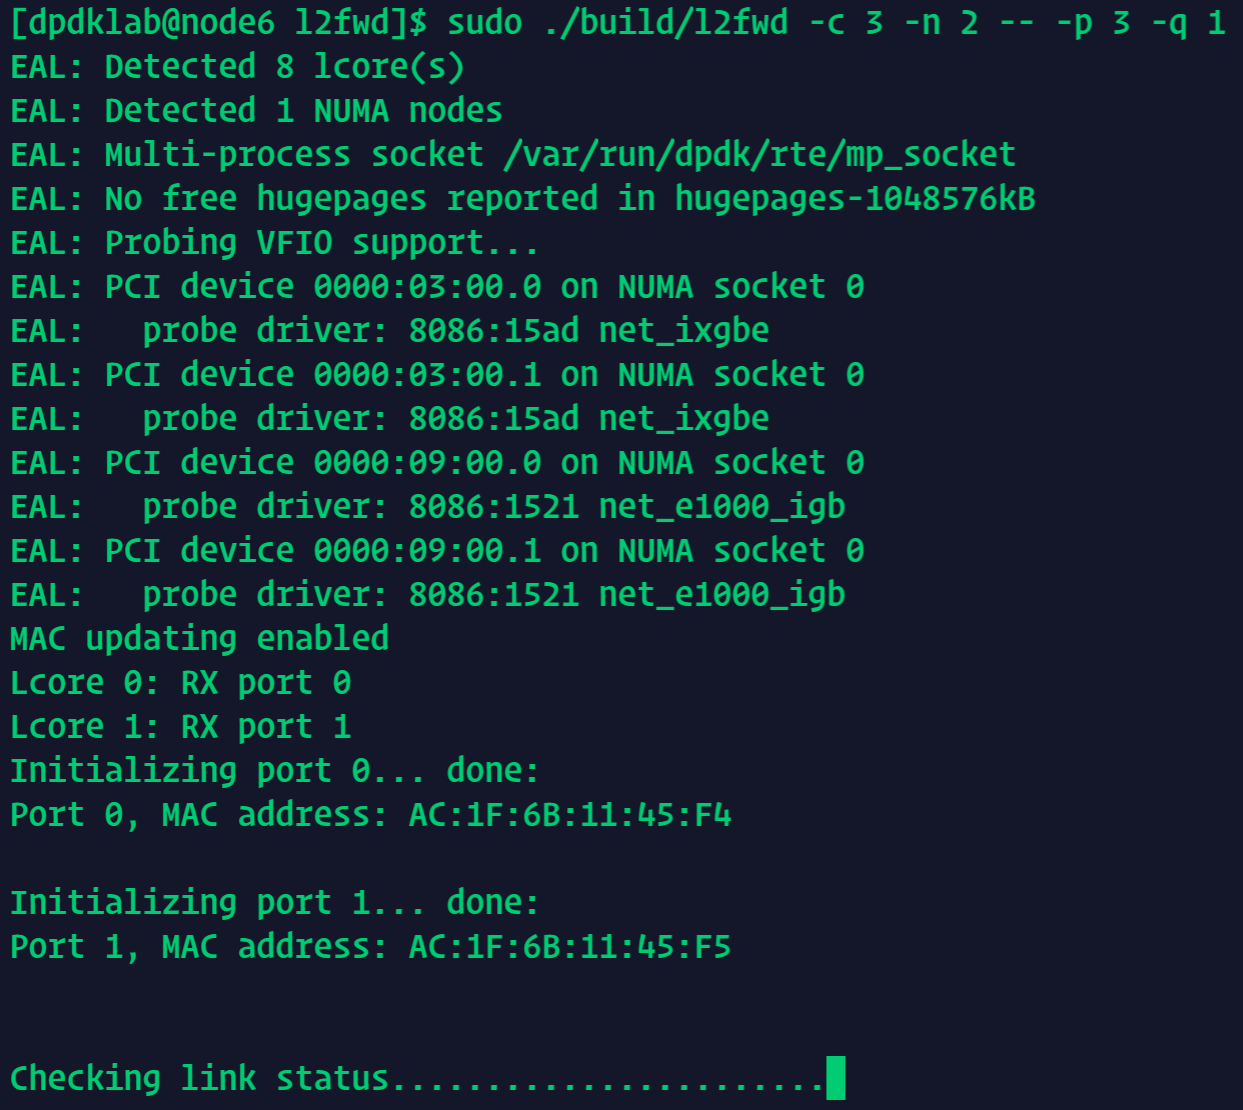 [dpdklab@node6 l2fwd]$ sudo ./build/l2fwd -c 3 -n 2 -- -p 3 -q 1
EAL: Detected 8 lcore(s)
EAL: Detected 1 NUMA nodes
EAL: Multi-process socket /var/run/dpdk/rte/mp_socket
EAL: No free hugepages reported in hugepages-1048576kB
EAL: Probing VFIO support...
EAL: PCI device 0000:03:00.0 on NUMA socket 0
EAL:   probe driver: 8086:15ad net_ixgbe
EAL: PCI device 0000:03:00.1 on NUMA socket 0
EAL:   probe driver: 8086:15ad net_ixgbe
EAL: PCI device 0000:09:00.0 on NUMA socket 0
EAL:   probe driver: 8086:1521 net_e1000_igb
EAL: PCI device 0000:09:00.1 on NUMA socket 0
EAL:   probe driver: 8086:1521 net_e1000_igb
MAC updating enabled
Lcore 0: RX port 0
Lcore 1: RX port 1
Initializing port 0... done:
Port 0, MAC address: AC:1F:6B:11:45:F4
Initializing port 1... done:
Port 1, MAC address: AC:1F:6B:11:45:F5
Checking link status.......................